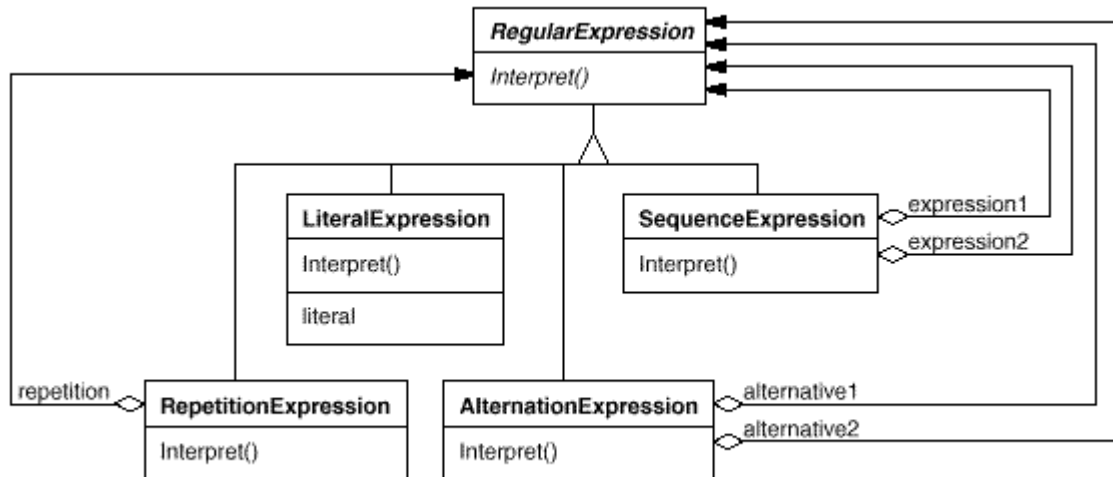 RegularExpression
Interpret()
LiteralExpression
Interpret()
literal
SequenceExpression
Interpret()
expression1
expression2
repetition
RepetitionExpression
Interpret()
AlternationExpression
Interpret()
alternative1
alternative2